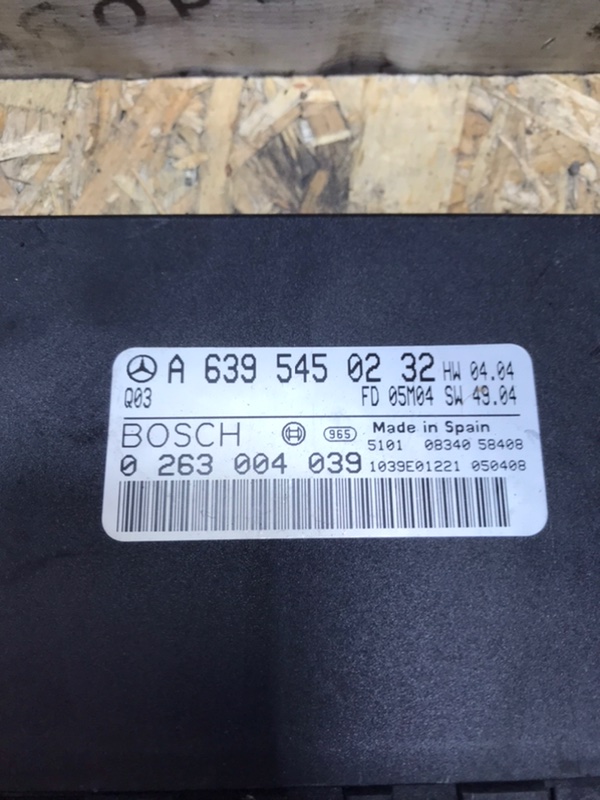 A 639 545 02 32 HW 04.04
Q03 FD 05M04 SW 49.04
BOSCH 965 Made in Spain
5101 08340 58408
0 263 004 039 1039E01221 050408